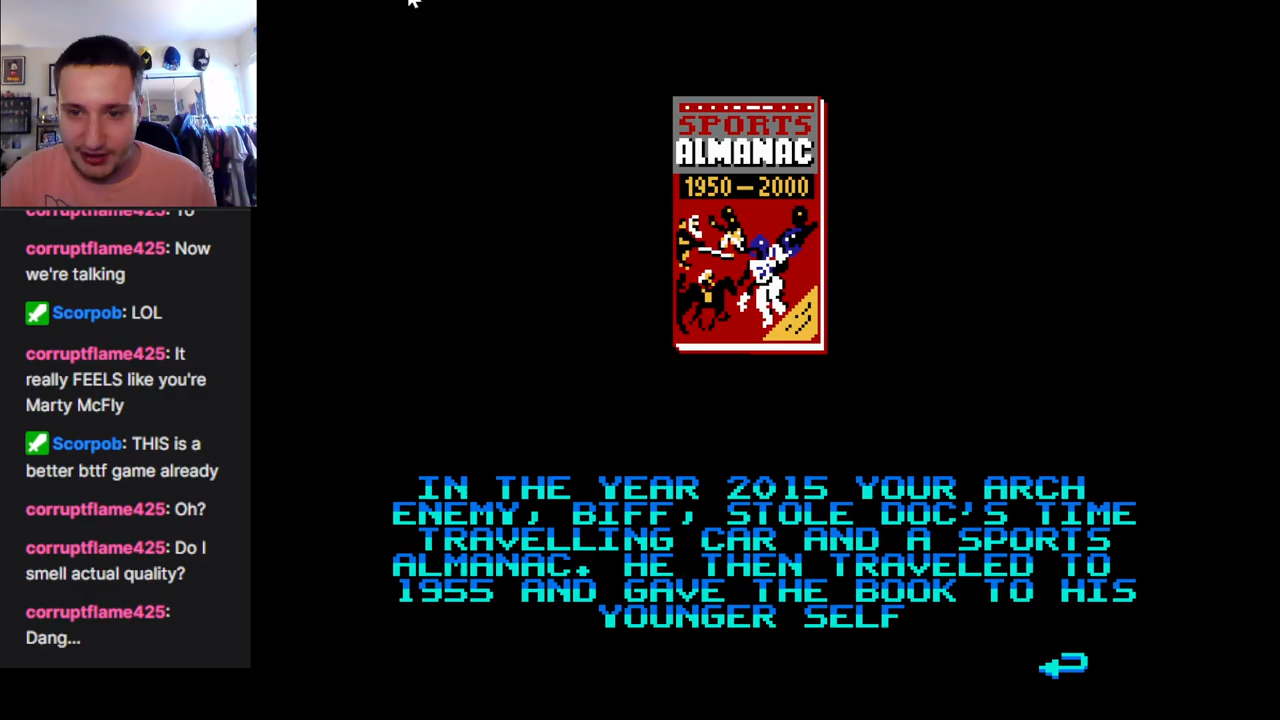 corruptflame425: To
corruptflame425: Now
we're talking
Scorpob: LOL
corruptflame425: It
really FEELS like you're
Marty McFly
Scorpob: THIS is a
better bttf game already
corruptflame425: Oh?
corruptflame425: Do I
smell actual quality?
corruptflame425:
Dang...
SPORTS
ALMANAC
1950-2000
IN THE YEAR 2015 YOUR ARCH
ENEMY, BIFF, STOLE DOC'S TIME
TRAVELLING CAR AND A SPORTS
ALMANAC. HE THEN TRAVELED TO
1955 AND GAVE THE BOOK TO HIS
YOUNGER SELF